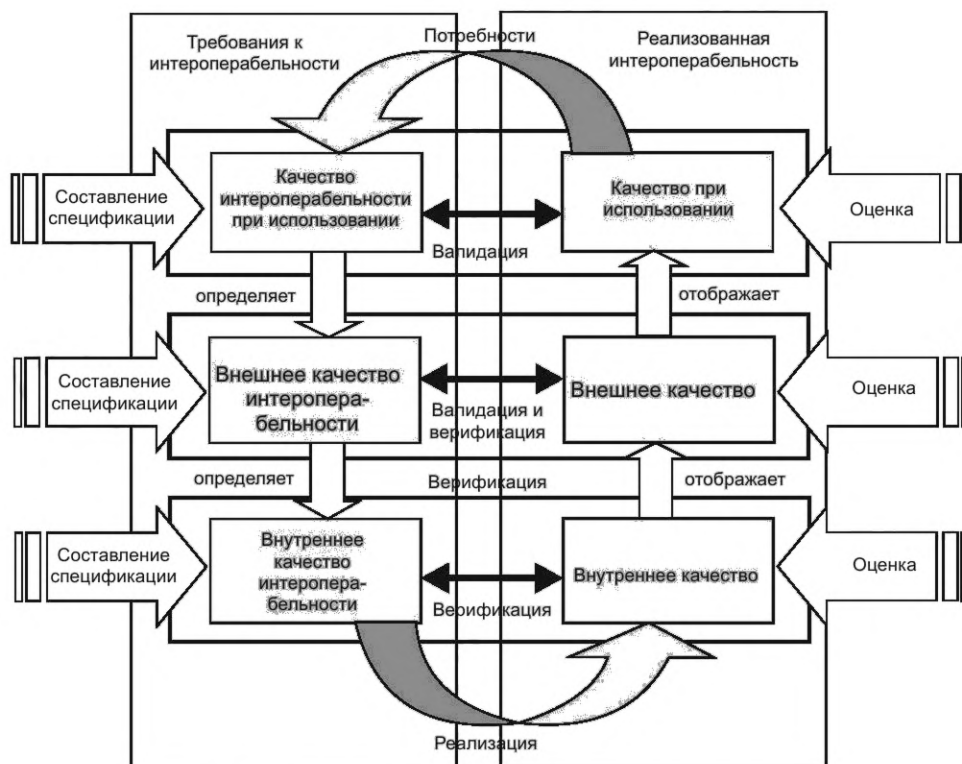 Потребности
Требования к
интероперабельности
Реализованная
интероперабельность
Составление
спецификации
Качество
интероперабельности
при использовании
Валидация
Качество при
использовании
Оценка
определяет
отображает
Составление
спецификации
Внешнее качество
интеропера-
бельности
Валидация и
верификация
Внешнее качество
Оценка
определяет
Верификация
отображает
Составление
спецификации
Внутреннее
качество
интеропера-
бельности
Верификация
Внутреннее качество
Оценка
Реализация